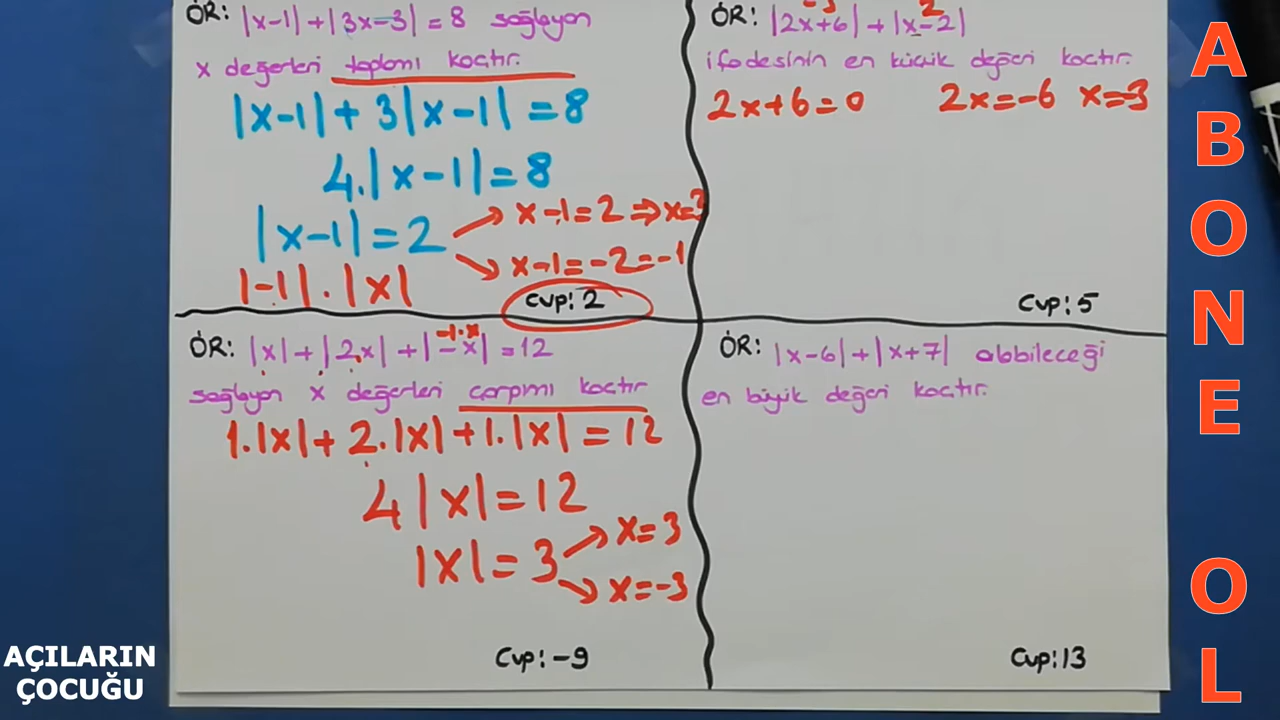 ÖR: |x-1|+|3x-3|=8 sağlayan
x değerleri toplamı kaçtır.
|x-1|+3|x-1|=8
4.|x-1|=8
|x-1|=2
x-1=2⇒x=3
x-1=-2=-1
|-1|.|x|
Cvp: 2
ÖR: |2x+6|+|x-2|
-3
2
ifadesinin en küçük değeri kaçtır.
2x+6=0 2x=-6 x=-3
Cvp: 5
ÖR: |x|+|2x|+|-x|=12
-1.x
sağlayan x değerleri çarpımı kaçtır
1.|x|+2.|x|+1.|x|=12
4|x|=12
|x|=3
x=3
x=-3
Cvp: -9
ÖR: |x-6|+|x+7| alabileceği
en büyük değeri kaçtır.
Cvp: 13
AÇILARIN
ÇOCUĞU
ABONE
OL